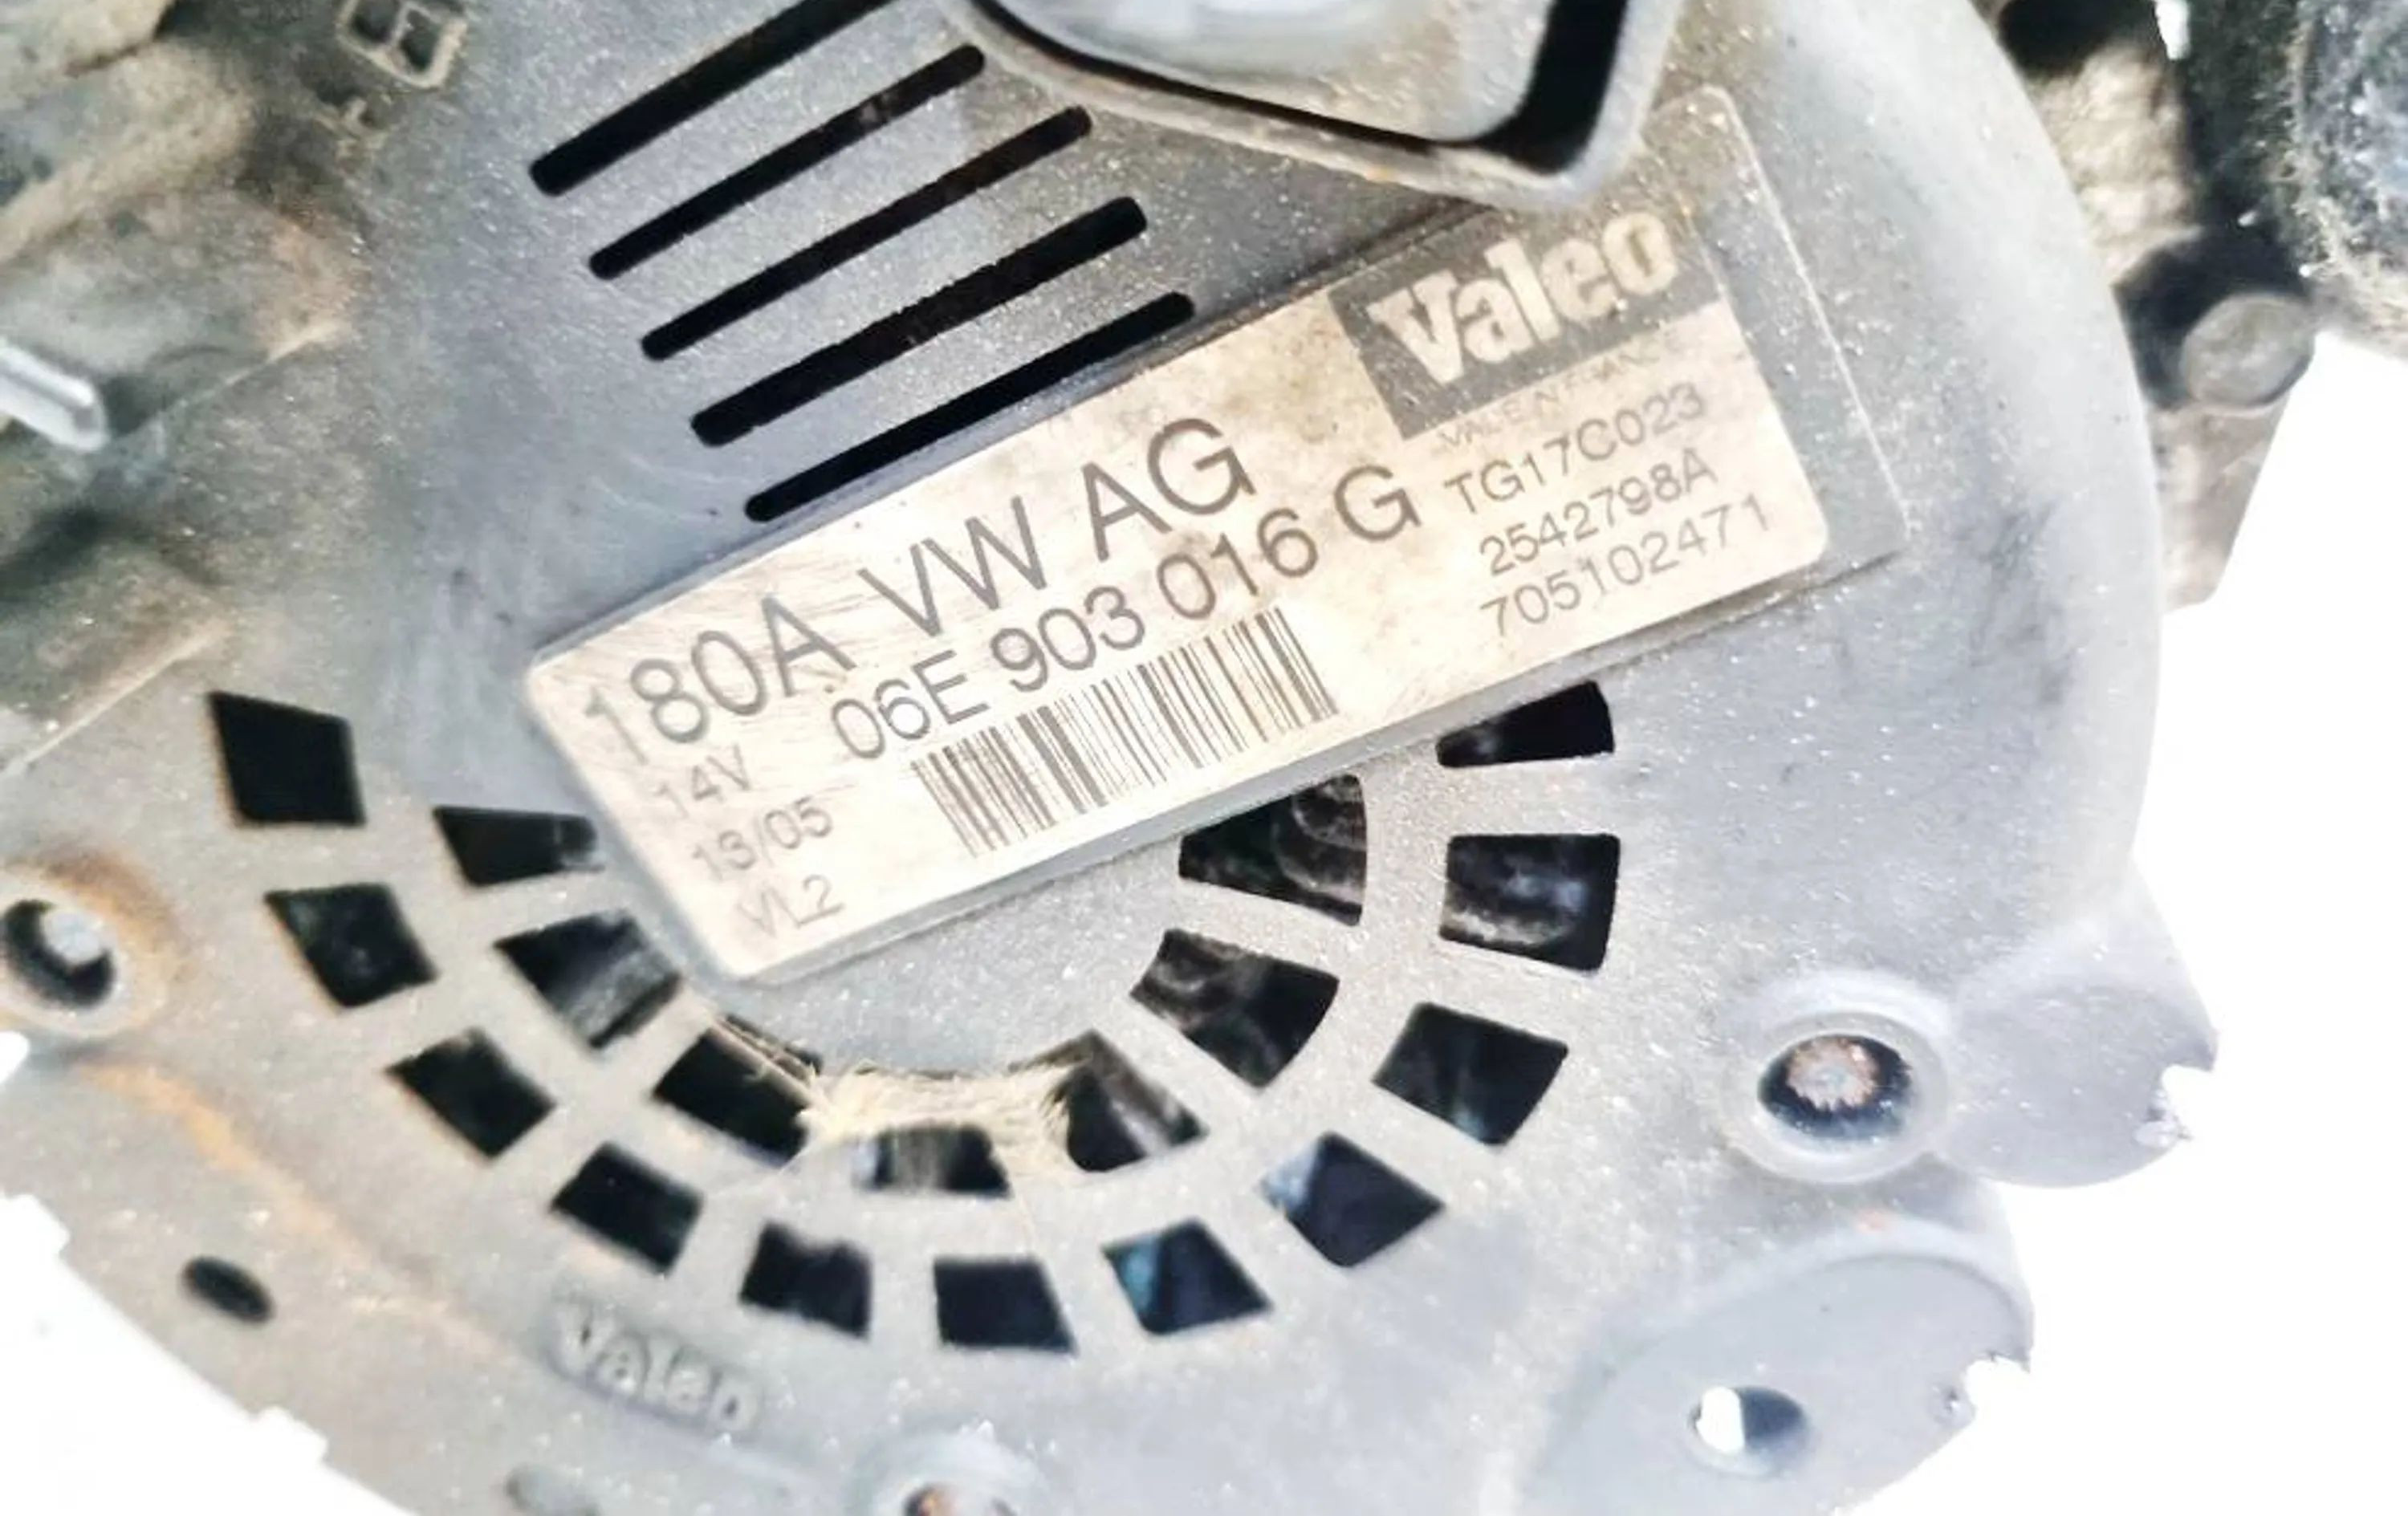 Valeo
MADE IN FRANCE
180A VW AG
06E 903 016 G
TG17C023
2542798A
705102471
14V
13/05
VL2
valeo